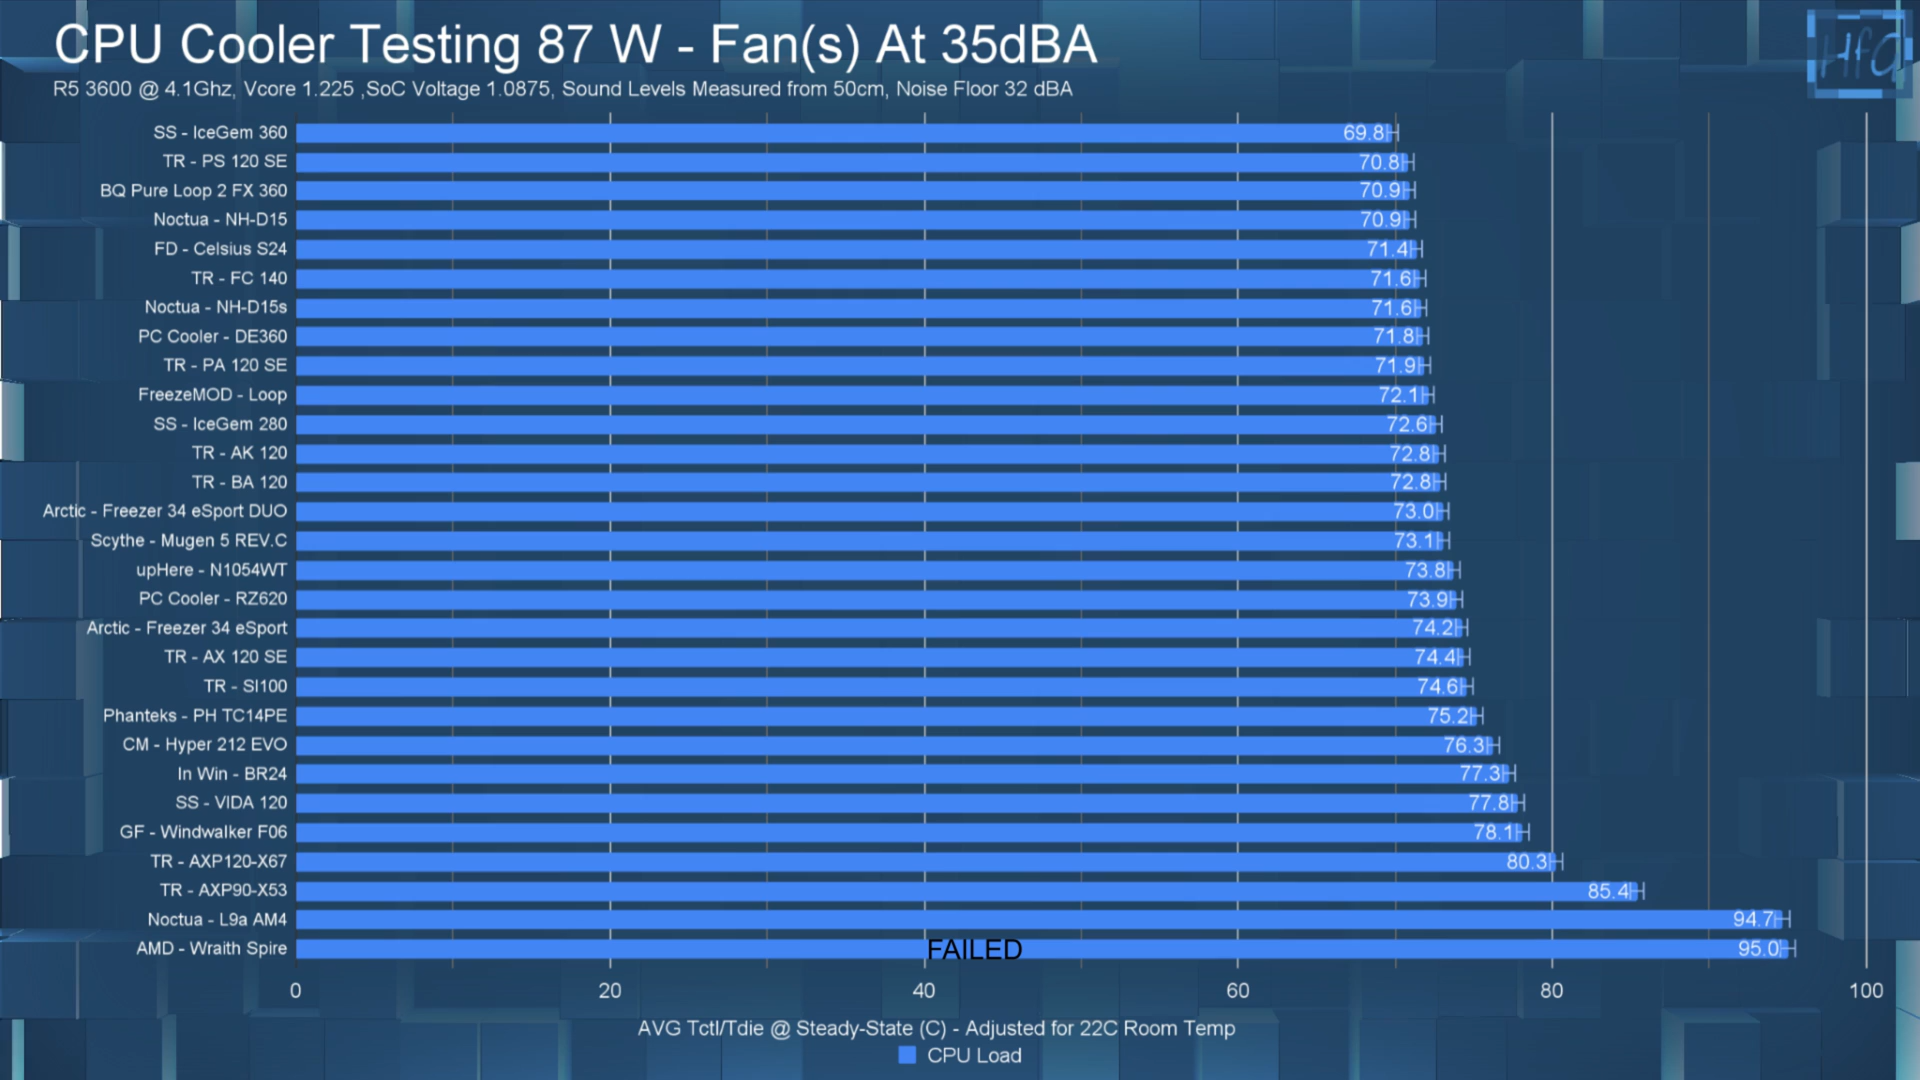 CPU Cooler Testing 87 W - Fan(s) At 35dBA
R5 3600 @ 4.1Ghz, Vcore 1.225 ,SoC Voltage 1.0875, Sound Levels Measured from 50cm, Noise Floor 32 dBA
HfG
SS - IceGem 360 69.8
TR - PS 120 SE 70.8
BQ Pure Loop 2 FX 360 70.9
Noctua - NH-D15 70.9
FD - Celsius S24 71.4
TR - FC 140 71.6
Noctua - NH-D15s 71.6
PC Cooler - DE360 71.8
TR - PA 120 SE 71.9
FreezeMOD - Loop 72.1
SS - IceGem 280 72.6
TR - AK 120 72.8
TR - BA 120 72.8
Arctic - Freezer 34 eSport DUO 73.0
Scythe - Mugen 5 REV.C 73.1
upHere - N1054WT 73.8
PC Cooler - RZ620 73.9
Arctic - Freezer 34 eSport 74.2
TR - AX 120 SE 74.4
TR - SI100 74.6
Phanteks - PH TC14PE 75.2
CM - Hyper 212 EVO 76.3
In Win - BR24 77.3
SS - VIDA 120 77.8
GF - Windwalker F06 78.1
TR - AXP120-X67 80.3
TR - AXP90-X53 85.4
Noctua - L9a AM4 94.7
AMD - Wraith Spire FAILED 95.0
0 20 40 60 80 100
AVG Tctl/Tdie @ Steady-State (C) - Adjusted for 22C Room Temp
CPU Load